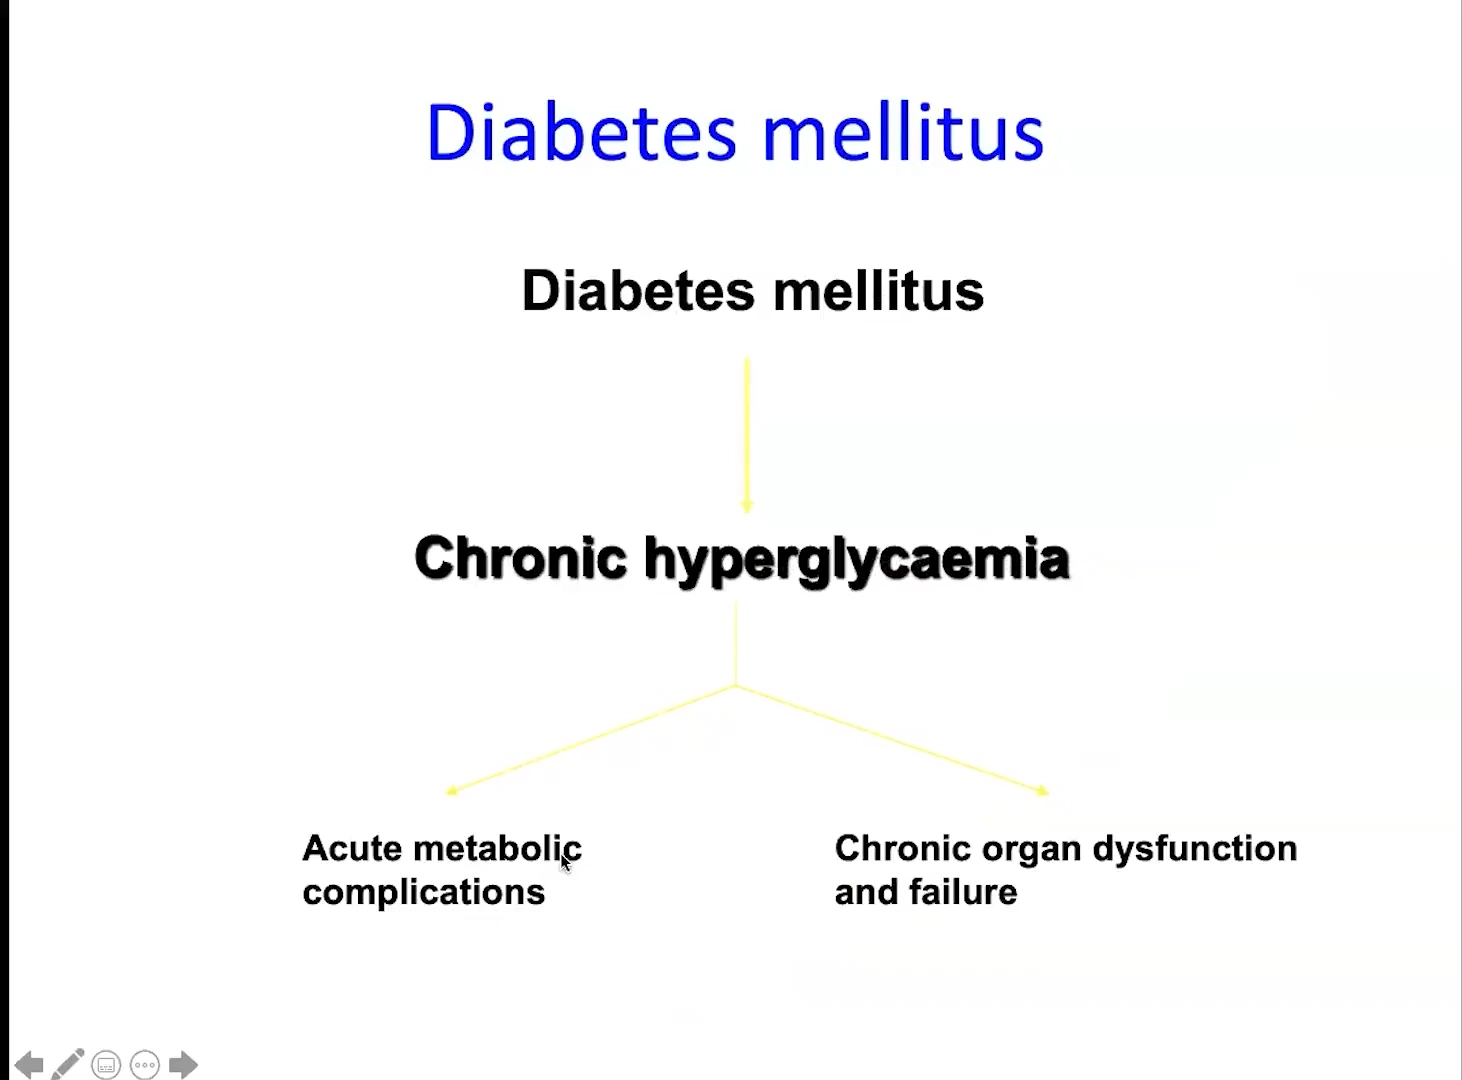 Diabetes mellitus
Diabetes mellitus
Chronic hyperglycaemia
Acute metabolic
complications
Chronic organ dysfunction
and failure